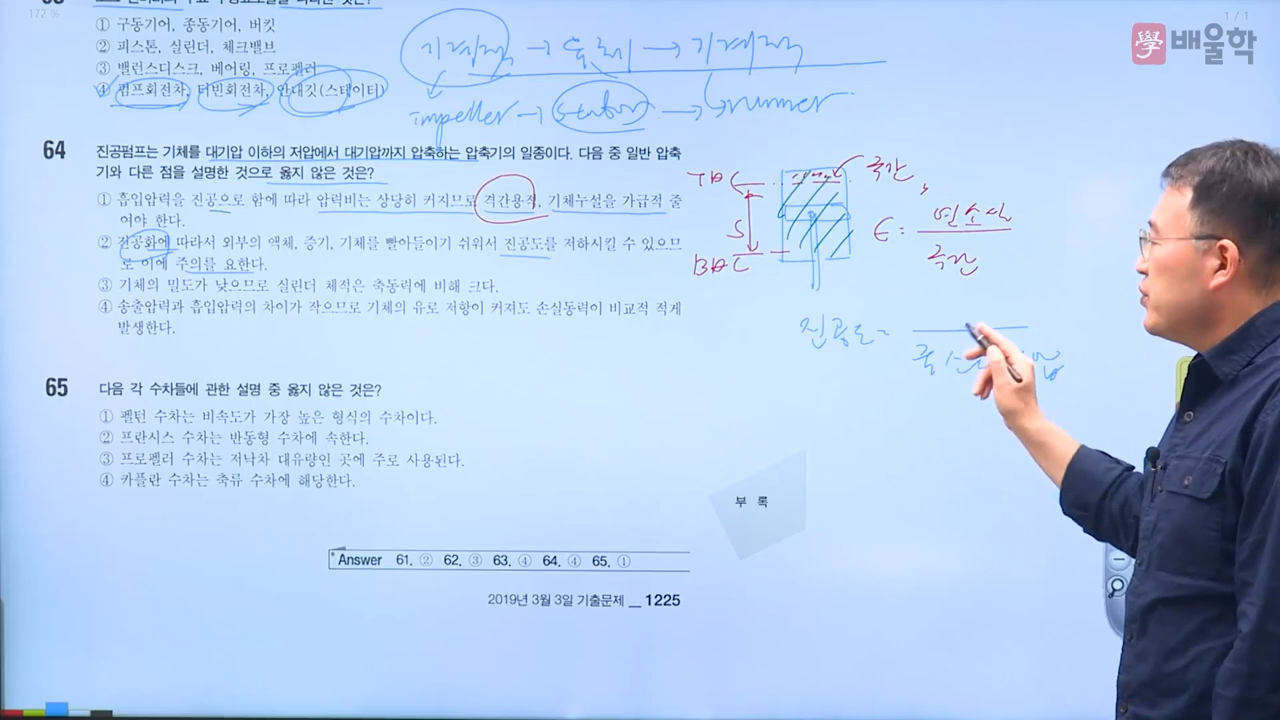 172 %
1 / 1
學 배울학
① 구동기어, 종동기어, 버킷
② 피스톤, 실린더, 체크밸브
③ 밸런스디스크, 베어링, 프로펠러
④ 펌프회전차, 터빈회전차, 안내깃(스테이터)
impeller → stator → runner
64 진공펌프는 기체를 대기압 이하의 저압에서 대기압까지 압축하는 압축기의 일종이다. 다음 중 일반 압축
기와 다른 점을 설명한 것으로 옳지 않은 것은?
① 흡입압력을 진공으로 함에 따라 압력비는 상당히 커지므로 격간용적, 기체누설을 가급적 줄
여야 한다.
② 진공화에 따라서 외부의 액체, 증기, 기체를 빨아들이기 쉬워서 진공도를 저하시킬 수 있으므
로 이에 주의를 요한다.
③ 기체의 밀도가 낮으므로 실린더 체적은 축동력에 비해 크다.
④ 송출압력과 흡입압력의 차이가 작으므로 기체의 유로 저항이 커져도 손실동력이 비교적 적게
발생한다.
TDC
S
BDC
진공도 =
65 다음 각 수차들에 관한 설명 중 옳지 않은 것은?
① 펠턴 수차는 비속도가 가장 높은 형식의 수차이다.
② 프란시스 수차는 반동형 수차에 속한다.
③ 프로펠러 수차는 저낙차 대유량인 곳에 주로 사용된다.
④ 카플란 수차는 축류 수차에 해당한다.
부 록
Answer 61. ② 62. ③ 63. ④ 64. ④ 65. ①
2019년 3월 3일 기출문제 _ 1225